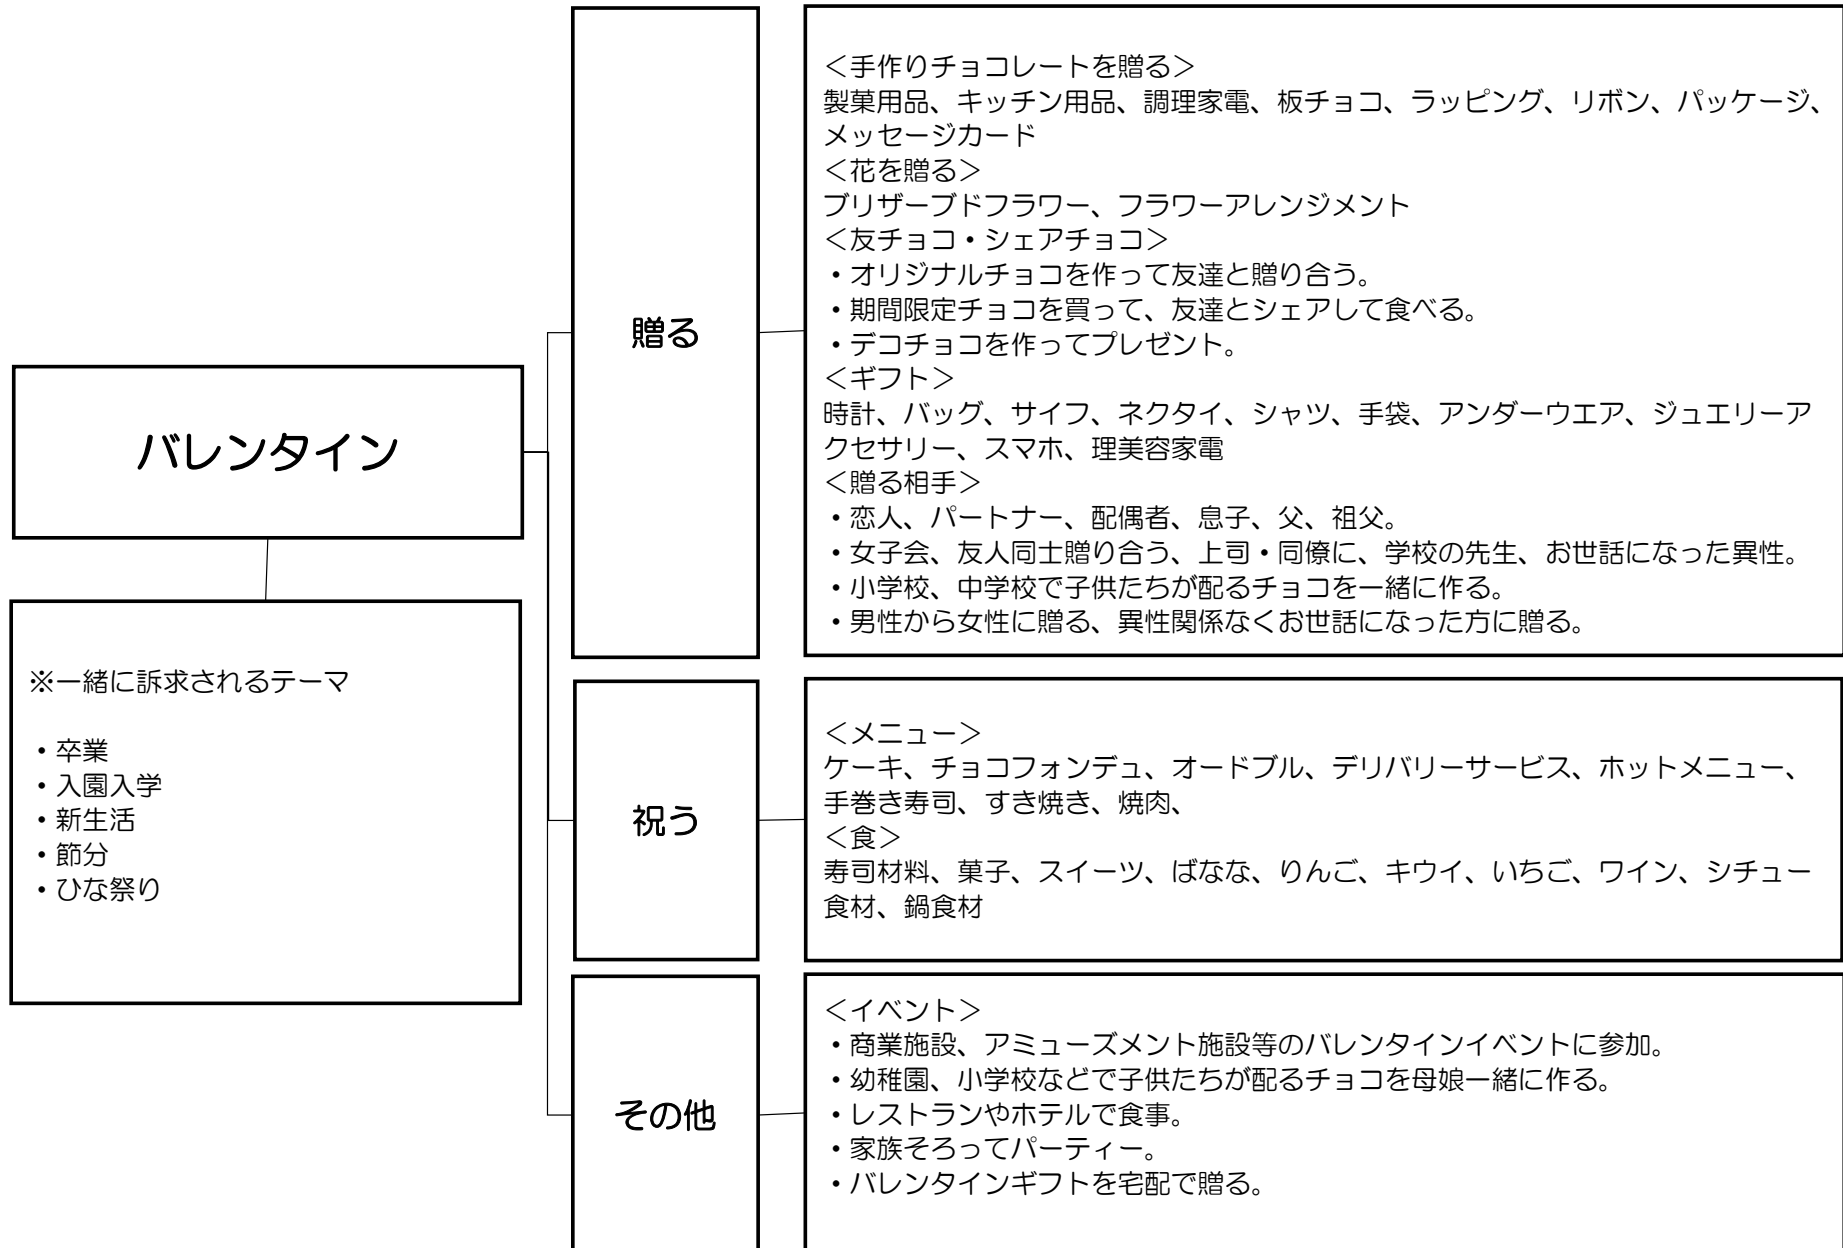 バレンタイン
※一緒に訴求されるテーマ
・卒業
・入園入学
・新生活
・節分
・ひな祭り
贈る
＜手作りチョコレートを贈る＞
製菓用品、キッチン用品、調理家電、板チョコ、ラッピング、リボン、パッケージ、
メッセージカード
＜花を贈る＞
ブリザーブドフラワー、フラワーアレンジメント
＜友チョコ・シェアチョコ＞
・オリジナルチョコを作って友達と贈り合う。
・期間限定チョコを買って、友達とシェアして食べる。
・デコチョコを作ってプレゼント。
＜ギフト＞
時計、バッグ、サイフ、ネクタイ、シャツ、手袋、アンダーウエア、ジュエリーア
クセサリー、スマホ、理美容家電
＜贈る相手＞
・恋人、パートナー、配偶者、息子、父、祖父。
・女子会、友人同士贈り合う、上司・同僚に、学校の先生、お世話になった異性。
・小学校、中学校で子供たちが配るチョコを一緒に作る。
・男性から女性に贈る、異性関係なくお世話になった方に贈る。
祝う
＜メニュー＞
ケーキ、チョコフォンデュ、オードブル、デリバリーサービス、ホットメニュー、
手巻き寿司、すき焼き、焼肉、
＜食＞
寿司材料、菓子、スイーツ、ばなな、りんご、キウイ、いちご、ワイン、シチュー
食材、鍋食材
その他
＜イベント＞
・商業施設、アミューズメント施設等のバレンタインイベントに参加。
・幼稚園、小学校などで子供たちが配るチョコを母娘一緒に作る。
・レストランやホテルで食事。
・家族そろってパーティー。
・バレンタインギフトを宅配で贈る。